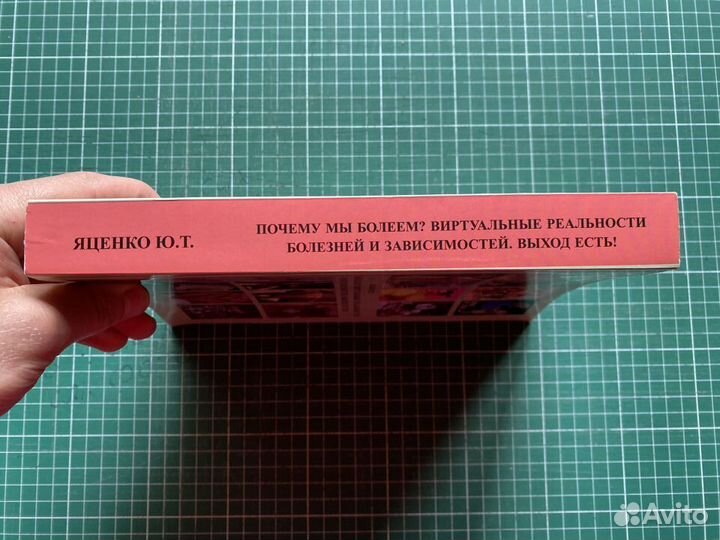 ЯЦЕНКО Ю.Т.
ПОЧЕМУ МЫ БОЛЕЕМ? ВИРТУАЛЬНЫЕ РЕАЛЬНОСТИ
БОЛЕЗНЕЙ И ЗАВИСИМОСТЕЙ. ВЫХОД ЕСТЬ!
Avito